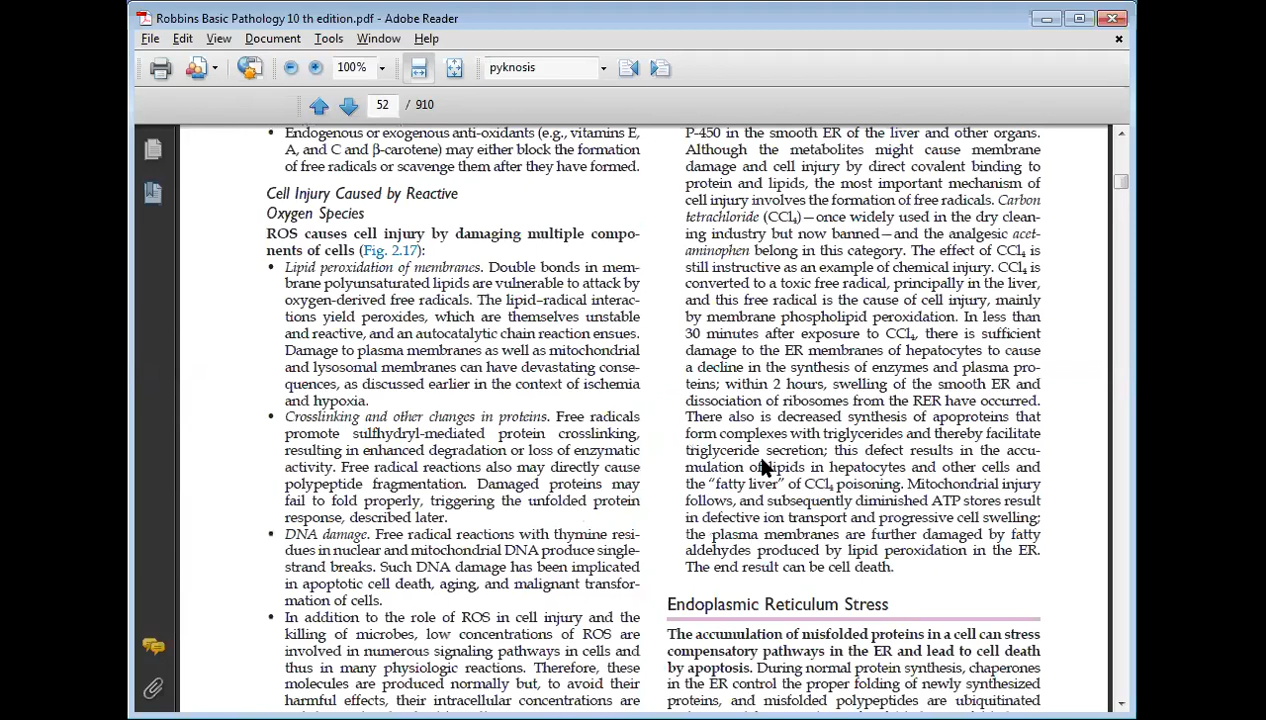 Robbins Basic Pathology 10 th edition.pdf - Adobe Reader
File Edit View Document Tools Window Help
100%
pyknosis
52 / 910
• Endogenous or exogenous anti-oxidants (e.g., vitamins E,
A, and C and β-carotene) may either block the formation
of free radicals or scavenge them after they have formed.
Cell Injury Caused by Reactive
Oxygen Species
ROS causes cell injury by damaging multiple compo-
nents of cells (Fig. 2.17):
• Lipid peroxidation of membranes. Double bonds in mem-
brane polyunsaturated lipids are vulnerable to attack by
oxygen-derived free radicals. The lipid–radical interac-
tions yield peroxides, which are themselves unstable
and reactive, and an autocatalytic chain reaction ensues.
Damage to plasma membranes as well as mitochondrial
and lysosomal membranes can have devastating conse-
quences, as discussed earlier in the context of ischemia
and hypoxia.
• Crosslinking and other changes in proteins. Free radicals
promote sulfhydryl-mediated protein crosslinking,
resulting in enhanced degradation or loss of enzymatic
activity. Free radical reactions also may directly cause
polypeptide fragmentation. Damaged proteins may
fail to fold properly, triggering the unfolded protein
response, described later.
• DNA damage. Free radical reactions with thymine resi-
dues in nuclear and mitochondrial DNA produce single-
strand breaks. Such DNA damage has been implicated
in apoptotic cell death, aging, and malignant transfor-
mation of cells.
• In addition to the role of ROS in cell injury and the
killing of microbes, low concentrations of ROS are
involved in numerous signaling pathways in cells and
thus in many physiologic reactions. Therefore, these
molecules are produced normally but, to avoid their
harmful effects, their intracellular concentrations are
P-450 in the smooth ER of the liver and other organs.
Although the metabolites might cause membrane
damage and cell injury by direct covalent binding to
protein and lipids, the most important mechanism of
cell injury involves the formation of free radicals. Carbon
tetrachloride (CCl₄)—once widely used in the dry clean-
ing industry but now banned—and the analgesic acet-
aminophen belong in this category. The effect of CCl₄ is
still instructive as an example of chemical injury. CCl₄ is
converted to a toxic free radical, principally in the liver,
and this free radical is the cause of cell injury, mainly
by membrane phospholipid peroxidation. In less than
30 minutes after exposure to CCl₄, there is sufficient
damage to the ER membranes of hepatocytes to cause
a decline in the synthesis of enzymes and plasma pro-
teins; within 2 hours, swelling of the smooth ER and
dissociation of ribosomes from the RER have occurred.
There also is decreased synthesis of apoproteins that
form complexes with triglycerides and thereby facilitate
triglyceride secretion; this defect results in the accu-
mulation of lipids in hepatocytes and other cells and
the “fatty liver” of CCl₄ poisoning. Mitochondrial injury
follows, and subsequently diminished ATP stores result
in defective ion transport and progressive cell swelling;
the plasma membranes are further damaged by fatty
aldehydes produced by lipid peroxidation in the ER.
The end result can be cell death.
Endoplasmic Reticulum Stress
The accumulation of misfolded proteins in a cell can stress
compensatory pathways in the ER and lead to cell death
by apoptosis. During normal protein synthesis, chaperones
in the ER control the proper folding of newly synthesized
proteins, and misfolded polypeptides are ubiquitinated